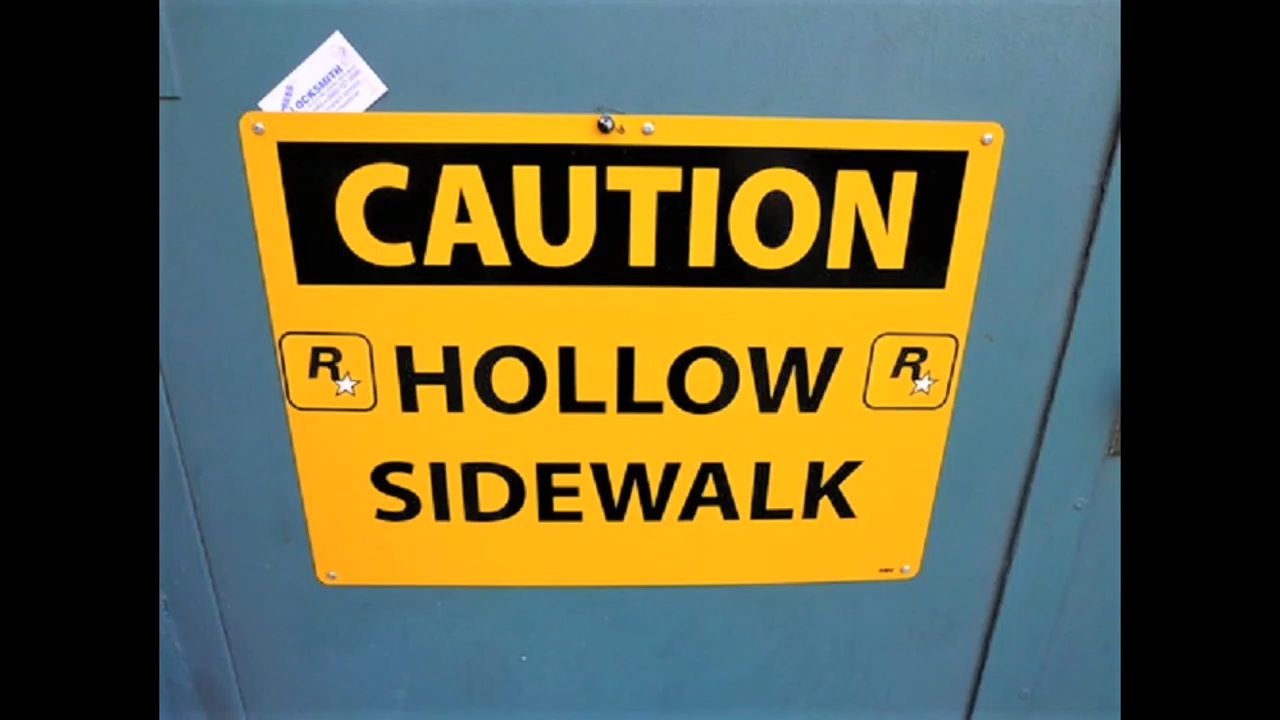 LOCKSMITH
CAUTION
R R
HOLLOW
SIDEWALK